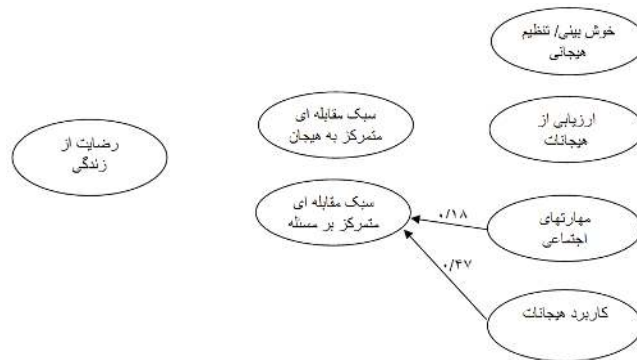 خوش بینی/ تنظیم
هیجانی
سبک مقابله ای
متمرکز به هیجان
ارزیابی از
هیجانات
رضایت از
زندگی
سبک مقابله ای
متمرکز بر مسئله
۰/۱۸
مهارتهای
اجتماعی
۰/۴۷
کاربرد هیجانات